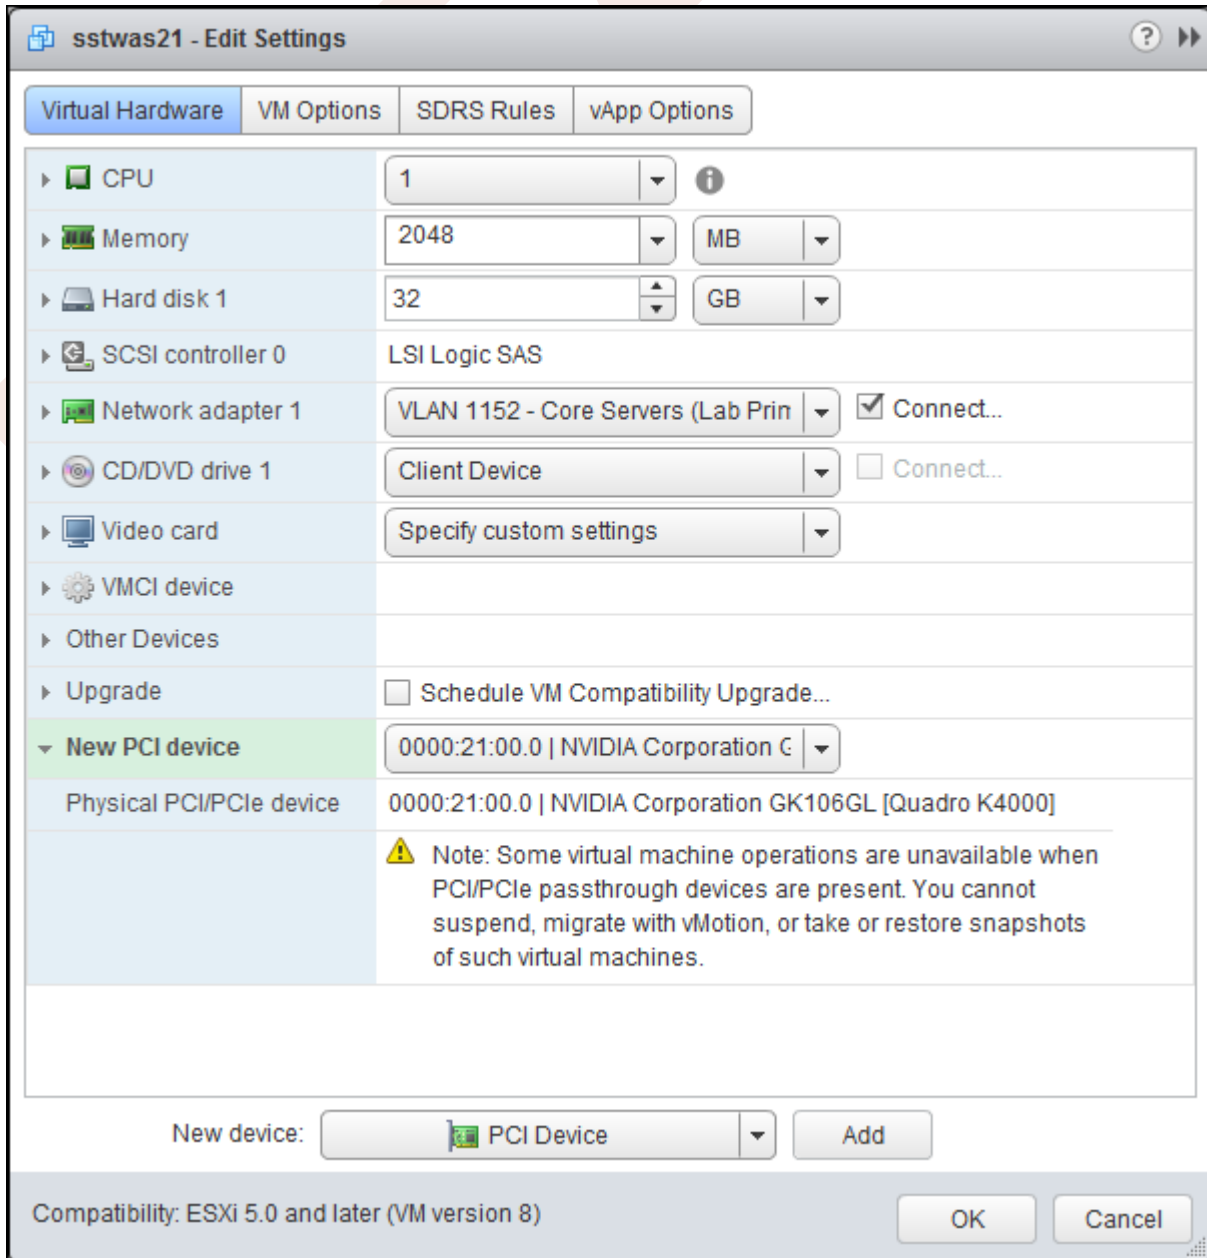 sstwas21 - Edit Settings
Virtual Hardware VM Options SDRS Rules vApp Options
CPU 1
Memory 2048 MB
Hard disk 1 32 GB
SCSI controller 0 LSI Logic SAS
Network adapter 1 VLAN 1152 - Core Servers (Lab Prim Connect...
CD/DVD drive 1 Client Device Connect...
Video card Specify custom settings
VMCI device
Other Devices
Upgrade Schedule VM Compatibility Upgrade...
New PCI device 0000:21:00.0 | NVIDIA Corporation G
Physical PCI/PCIe device 0000:21:00.0 | NVIDIA Corporation GK106GL [Quadro K4000]
Note: Some virtual machine operations are unavailable when
PCI/PCIe passthrough devices are present. You cannot
suspend, migrate with vMotion, or take or restore snapshots
of such virtual machines.
New device: PCI Device Add
Compatibility: ESXi 5.0 and later (VM version 8) OK Cancel